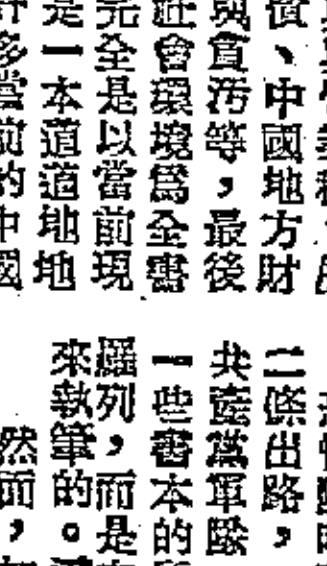 實、中國地方財
與貪汚等，最後
社會環境爲全書
完全是以當前現
是一本道道地地
許多當前的中國
二條出路，
共產黨軍隊
一些書本的
羅列，而是
來執筆的。
然而，